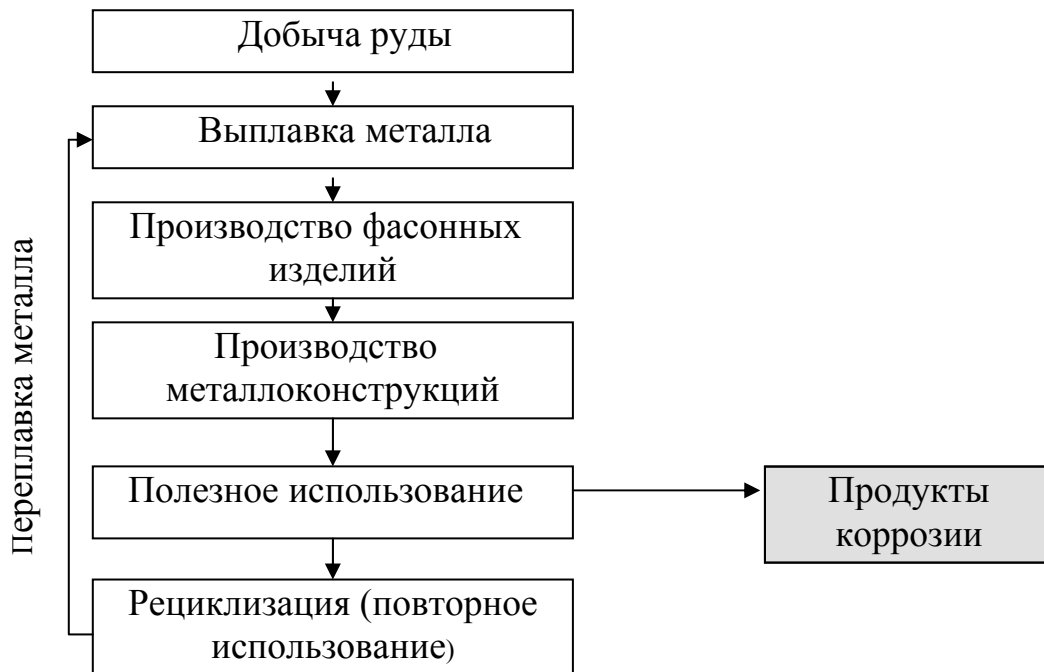 Добыча руды
Выплавка металла
Производство фасонных
изделий
Производство
металлоконструкций
Полезное использование
Продукты
коррозии
Рециклизация (повторное
использование)
Переплавка металла